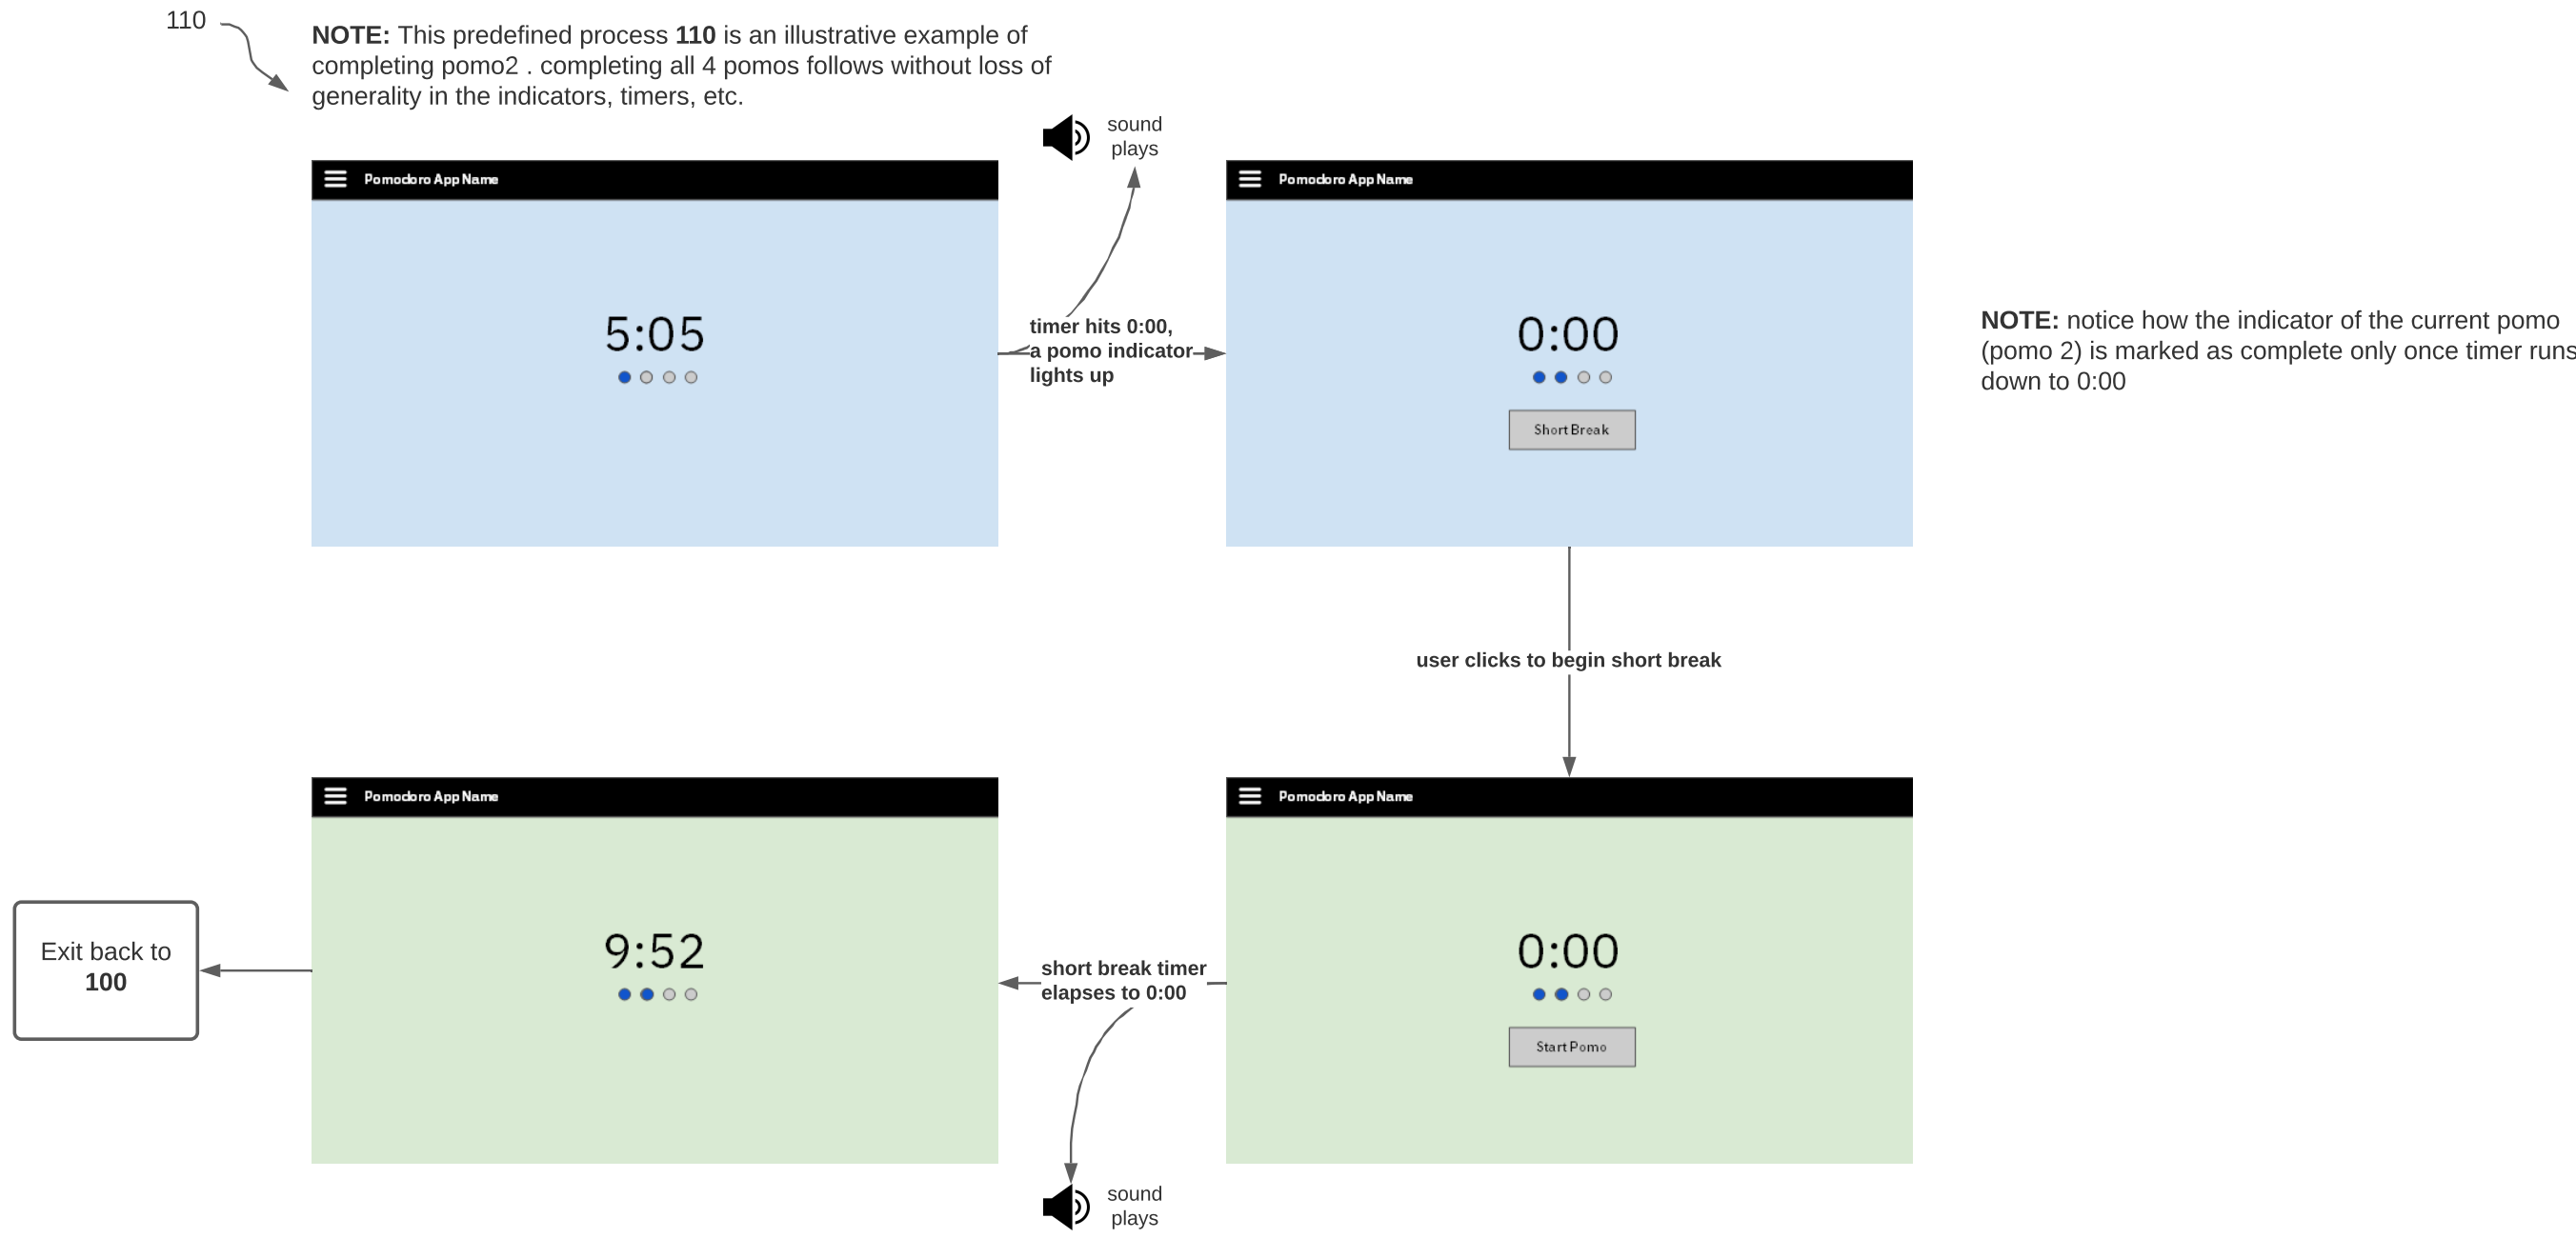 110
NOTE: This predefined process 110 is an illustrative example of
completing pomo2 . completing all 4 pomos follows without loss of
generality in the indicators, timers, etc.
sound
plays
Pomodoro App Name
5:05
timer hits 0:00,
a pomo indicator
lights up
Pomodoro App Name
0:00
Short Break
NOTE: notice how the indicator of the current pomo
(pomo 2) is marked as complete only once timer runs
down to 0:00
user clicks to begin short break
Pomodoro App Name
0:00
Start Pomo
short break timer
elapses to 0:00
sound
plays
Pomodoro App Name
9:52
Exit back to
100